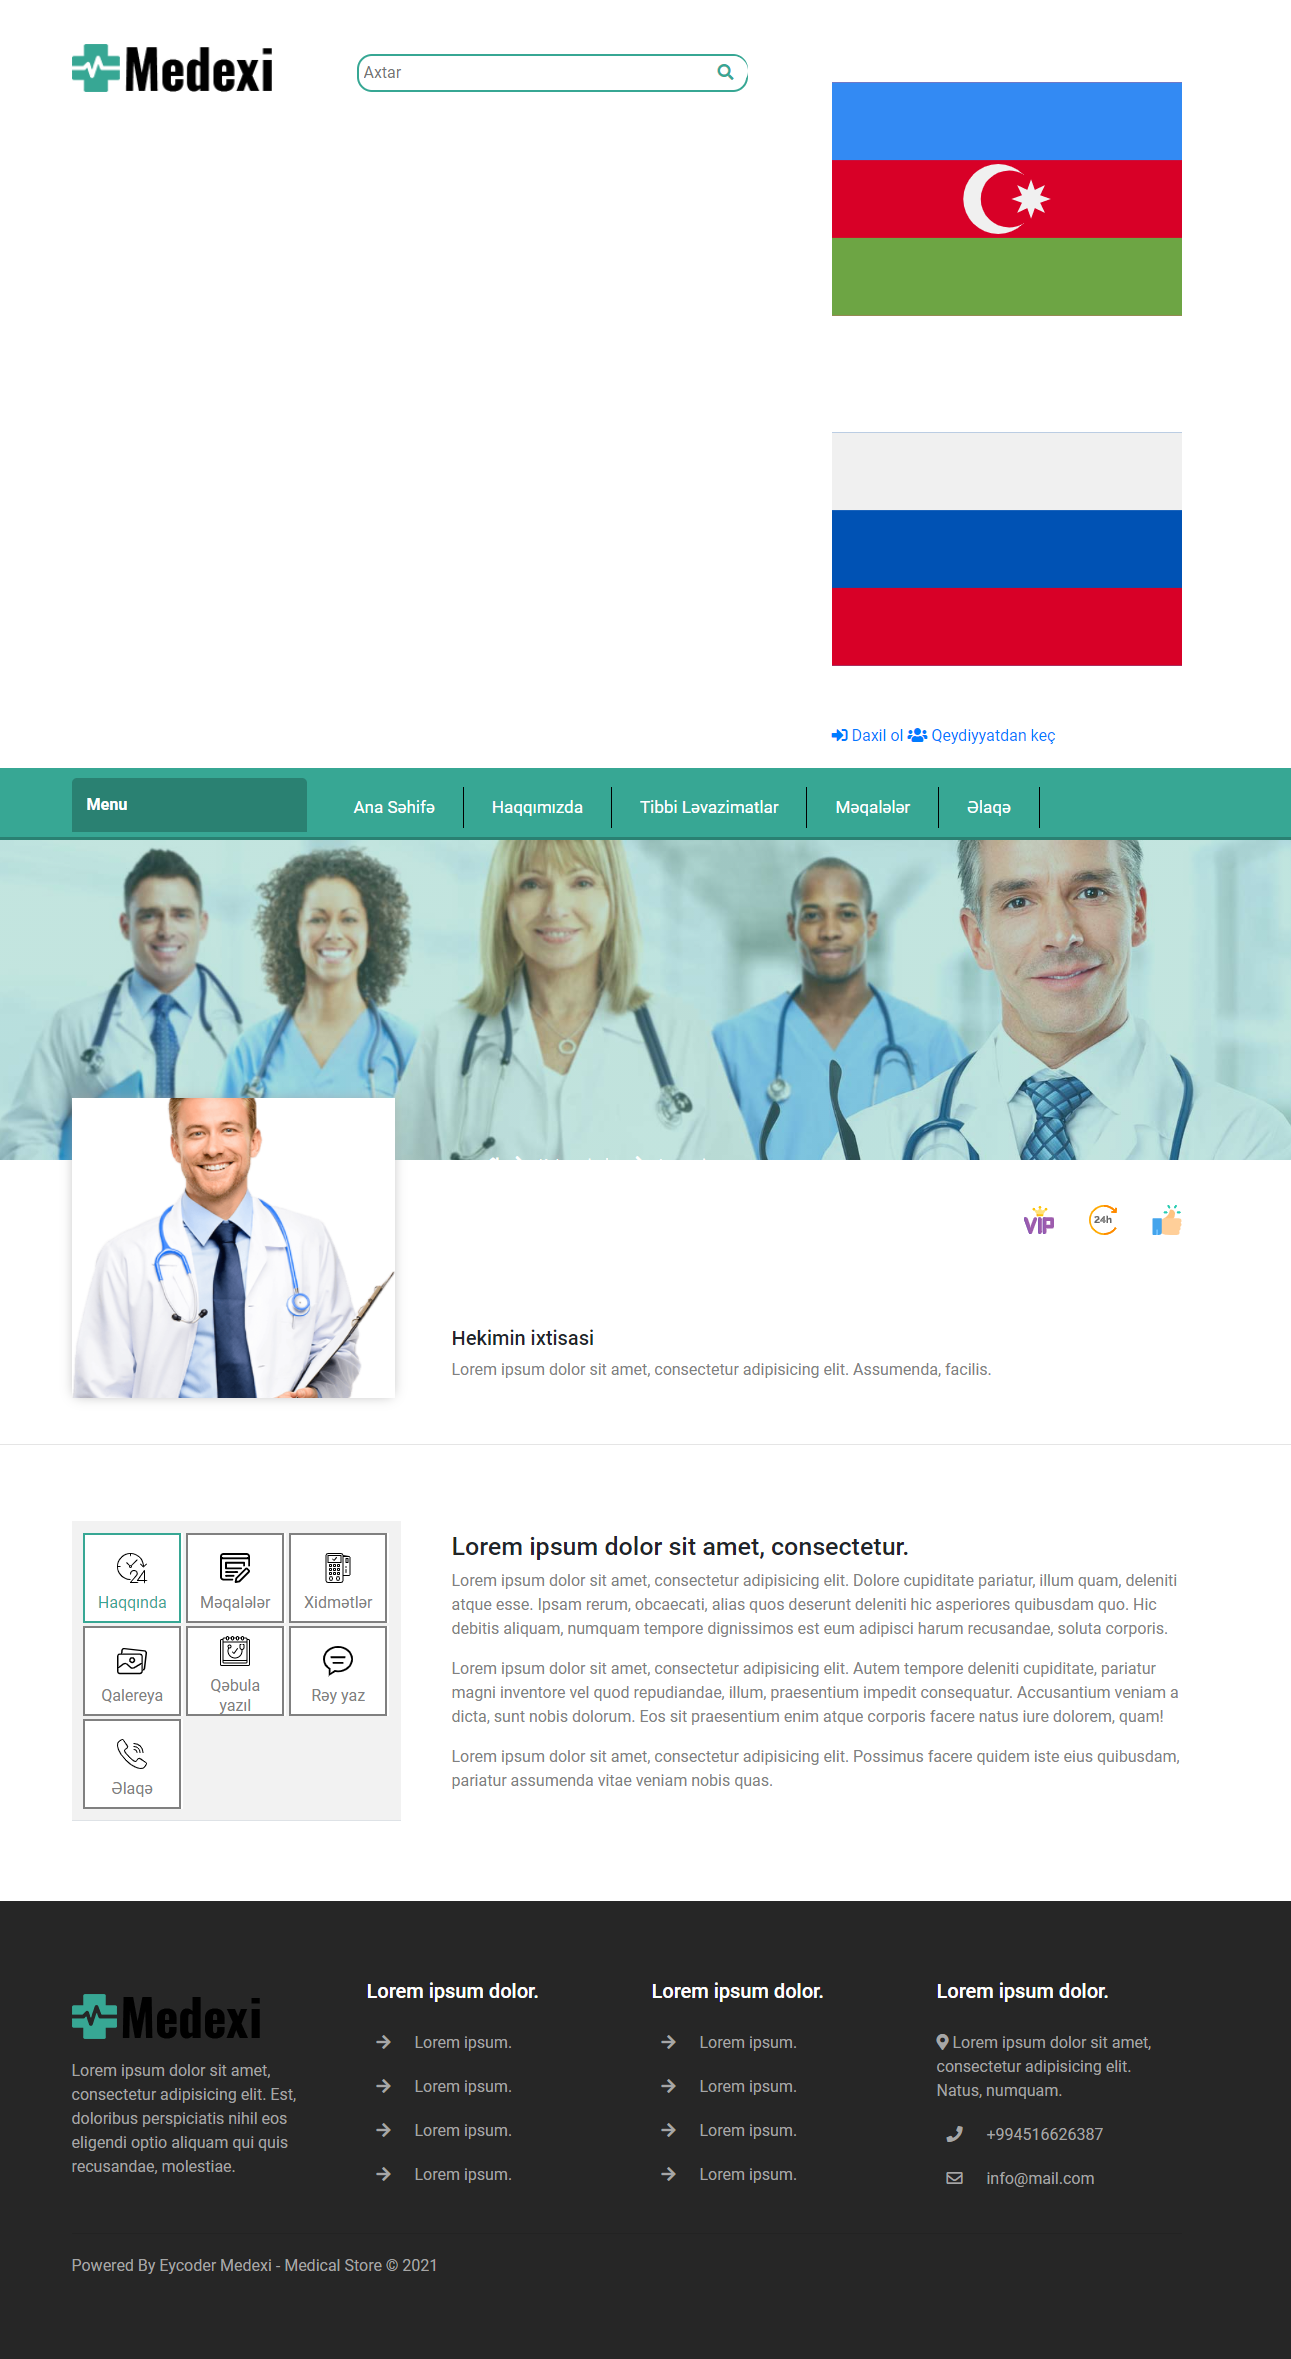 Medexi
Axtar
Daxil ol Qeydiyyatdan keç
Menu
Ana Səhifə
Haqqımızda
Tibbi Ləvazimatlar
Məqalələr
Əlaqə
VIP
24h
Hekimin ixtisasi
Lorem ipsum dolor sit amet, consectetur adipisicing elit. Assumenda, facilis.
24
Haqqında
Məqalələr
Xidmətlər
Qalereya
Qəbula
yazıl
Rəy yaz
Əlaqə
Lorem ipsum dolor sit amet, consectetur.
Lorem ipsum dolor sit amet, consectetur adipisicing elit. Dolore cupiditate pariatur, illum quam, deleniti
atque esse. Ipsam rerum, obcaecati, alias quos deserunt deleniti hic asperiores quibusdam quo. Hic
debitis aliquam, numquam tempore dignissimos est eum adipisci harum recusandae, soluta corporis.
Lorem ipsum dolor sit amet, consectetur adipisicing elit. Autem tempore deleniti cupiditate, pariatur
magni inventore vel quod repudiandae, illum, praesentium impedit consequatur. Accusantium veniam a
dicta, sunt nobis dolorum. Eos sit praesentium enim atque corporis facere natus iure dolorem, quam!
Lorem ipsum dolor sit amet, consectetur adipisicing elit. Possimus facere quidem iste eius quibusdam,
pariatur assumenda vitae veniam nobis quas.
Medexi
Lorem ipsum dolor sit amet,
consectetur adipisicing elit. Est,
doloribus perspiciatis nihil eos
eligendi optio aliquam qui quis
recusandae, molestiae.
Lorem ipsum dolor.
Lorem ipsum.
Lorem ipsum.
Lorem ipsum.
Lorem ipsum.
Lorem ipsum dolor.
Lorem ipsum.
Lorem ipsum.
Lorem ipsum.
Lorem ipsum.
Lorem ipsum dolor.
Lorem ipsum dolor sit amet,
consectetur adipisicing elit.
Natus, numquam.
+994516626387
info@mail.com
Powered By Eycoder Medexi - Medical Store © 2021